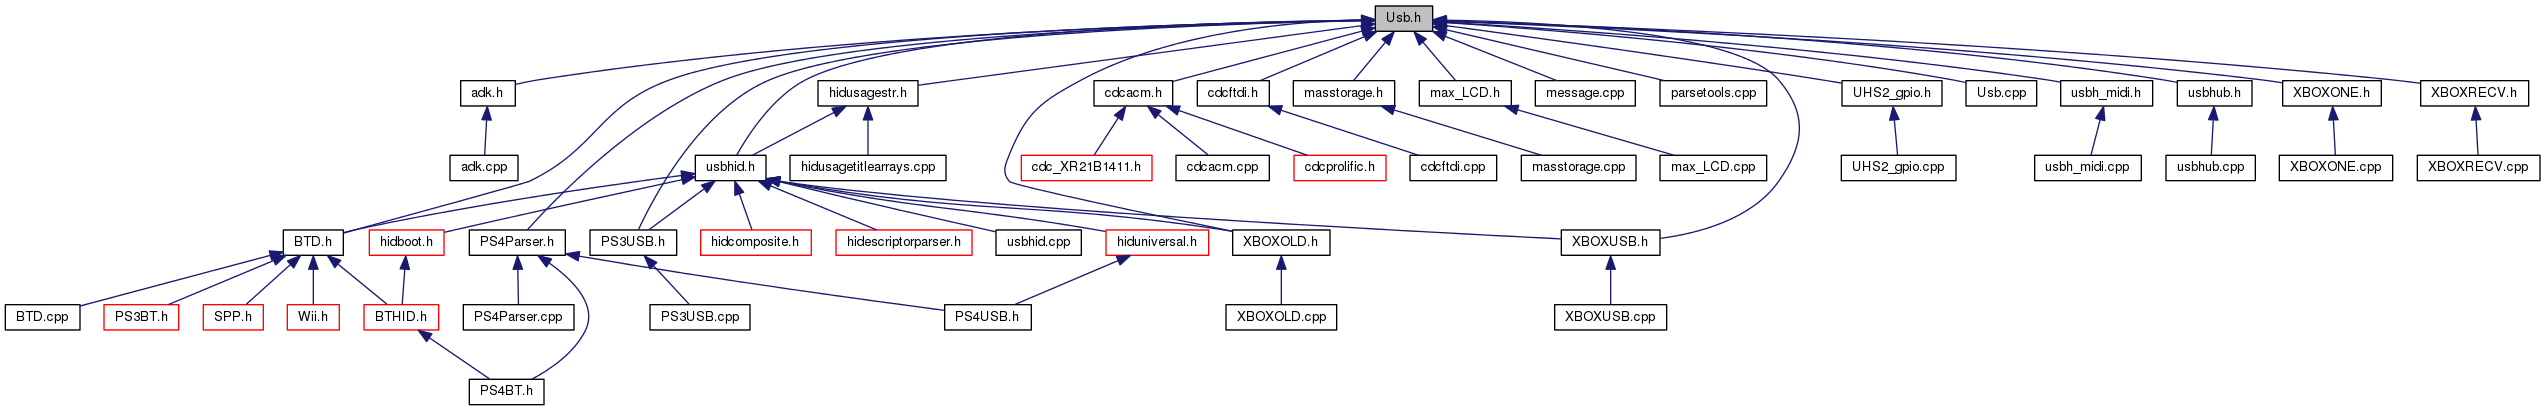 Usb.h
adk.h
hidusagestr.h
cdcacm.h
cdcftdi.h
masstorage.h
max_LCD.h
message.cpp
parsetools.cpp
UHS2_gpio.h
Usb.cpp
usbh_midi.h
usbhub.h
XBOXONE.h
XBOXRECV.h
adk.cpp
usbhid.h
hidusagetitlearrays.cpp
cdc_XR21B1411.h
cdcacm.cpp
cdcprolific.h
cdcftdi.cpp
masstorage.cpp
max_LCD.cpp
UHS2_gpio.cpp
usbh_midi.cpp
usbhub.cpp
XBOXONE.cpp
XBOXRECV.cpp
BTD.h
hidboot.h
PS4Parser.h
PS3USB.h
hidcomposite.h
hidescriptorparser.h
usbhid.cpp
hiduniversal.h
XBOXOLD.h
XBOXUSB.h
BTD.cpp
PS3BT.h
SPP.h
Wii.h
BTHID.h
PS4Parser.cpp
PS3USB.cpp
PS4USB.h
XBOXOLD.cpp
XBOXUSB.cpp
PS4BT.h